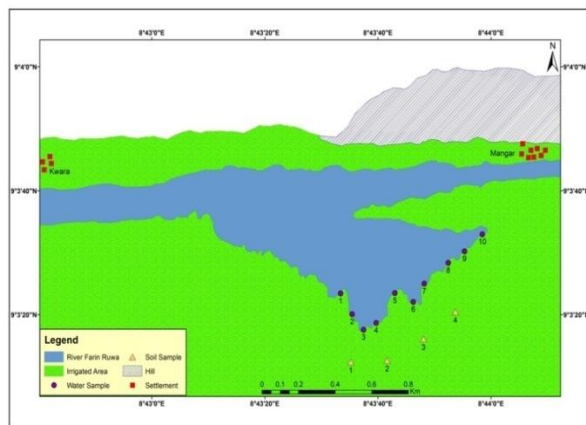 8°43'0"E 8°43'20"E 8°43'40"E 8°44'0"E
N
9°4'0"N 9°4'0"N
Mangar
Kwara
9°3'40"N 9°3'40"N
10
9
8
7
1 5
6
2
3 4
4
9°3'20"N 9°3'20"N
3
1 2
Legend
River Farin Ruwa Soil Sample
Irrigated Area Hill
Water Sample Settlement
0 0.1 0.2 0.4 0.6 0.8
Km
8°43'0"E 8°43'20"E 8°43'40"E 8°44'0"E